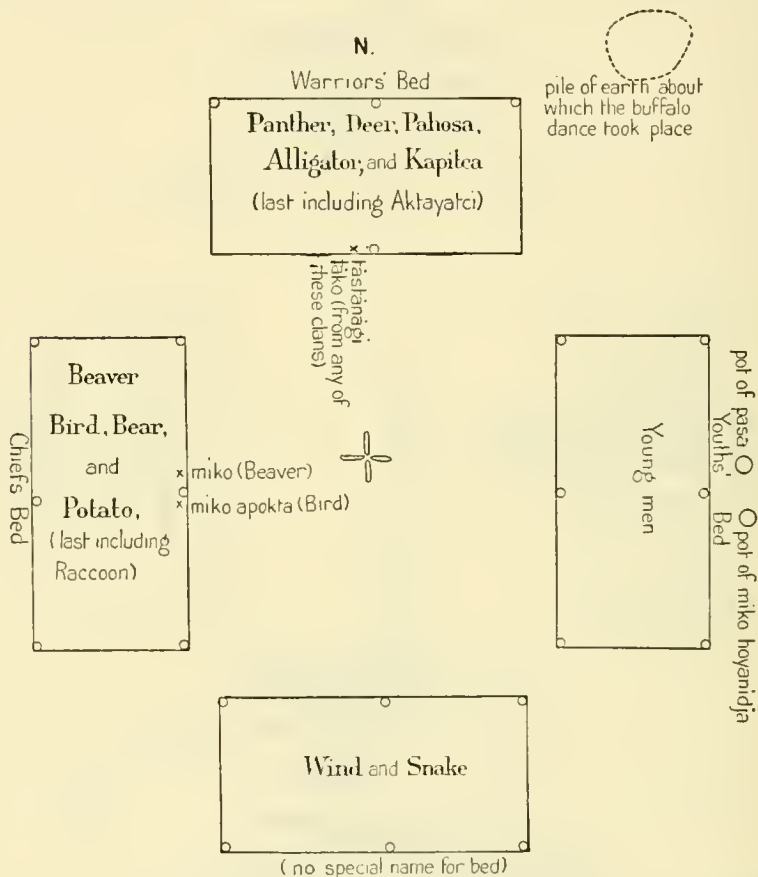 N.
Warriors' Bed
Panther, Deer, Pahosa,
Alligator, and Kapitca
(last including Aktayatci)
pile of earth about
which the buffalo
dance took place
tåstånågi
låko (from any of
these clans)
Chiefs Bed
Beaver
Bird, Bear,
and
Potato,
(last including
Raccoon)
miko (Beaver)
miko apokta (Bird)
Young men
Youths'
Bed
pot of pasa
pot of miko hoyanidja
Wind and Snake
(no special name for bed)